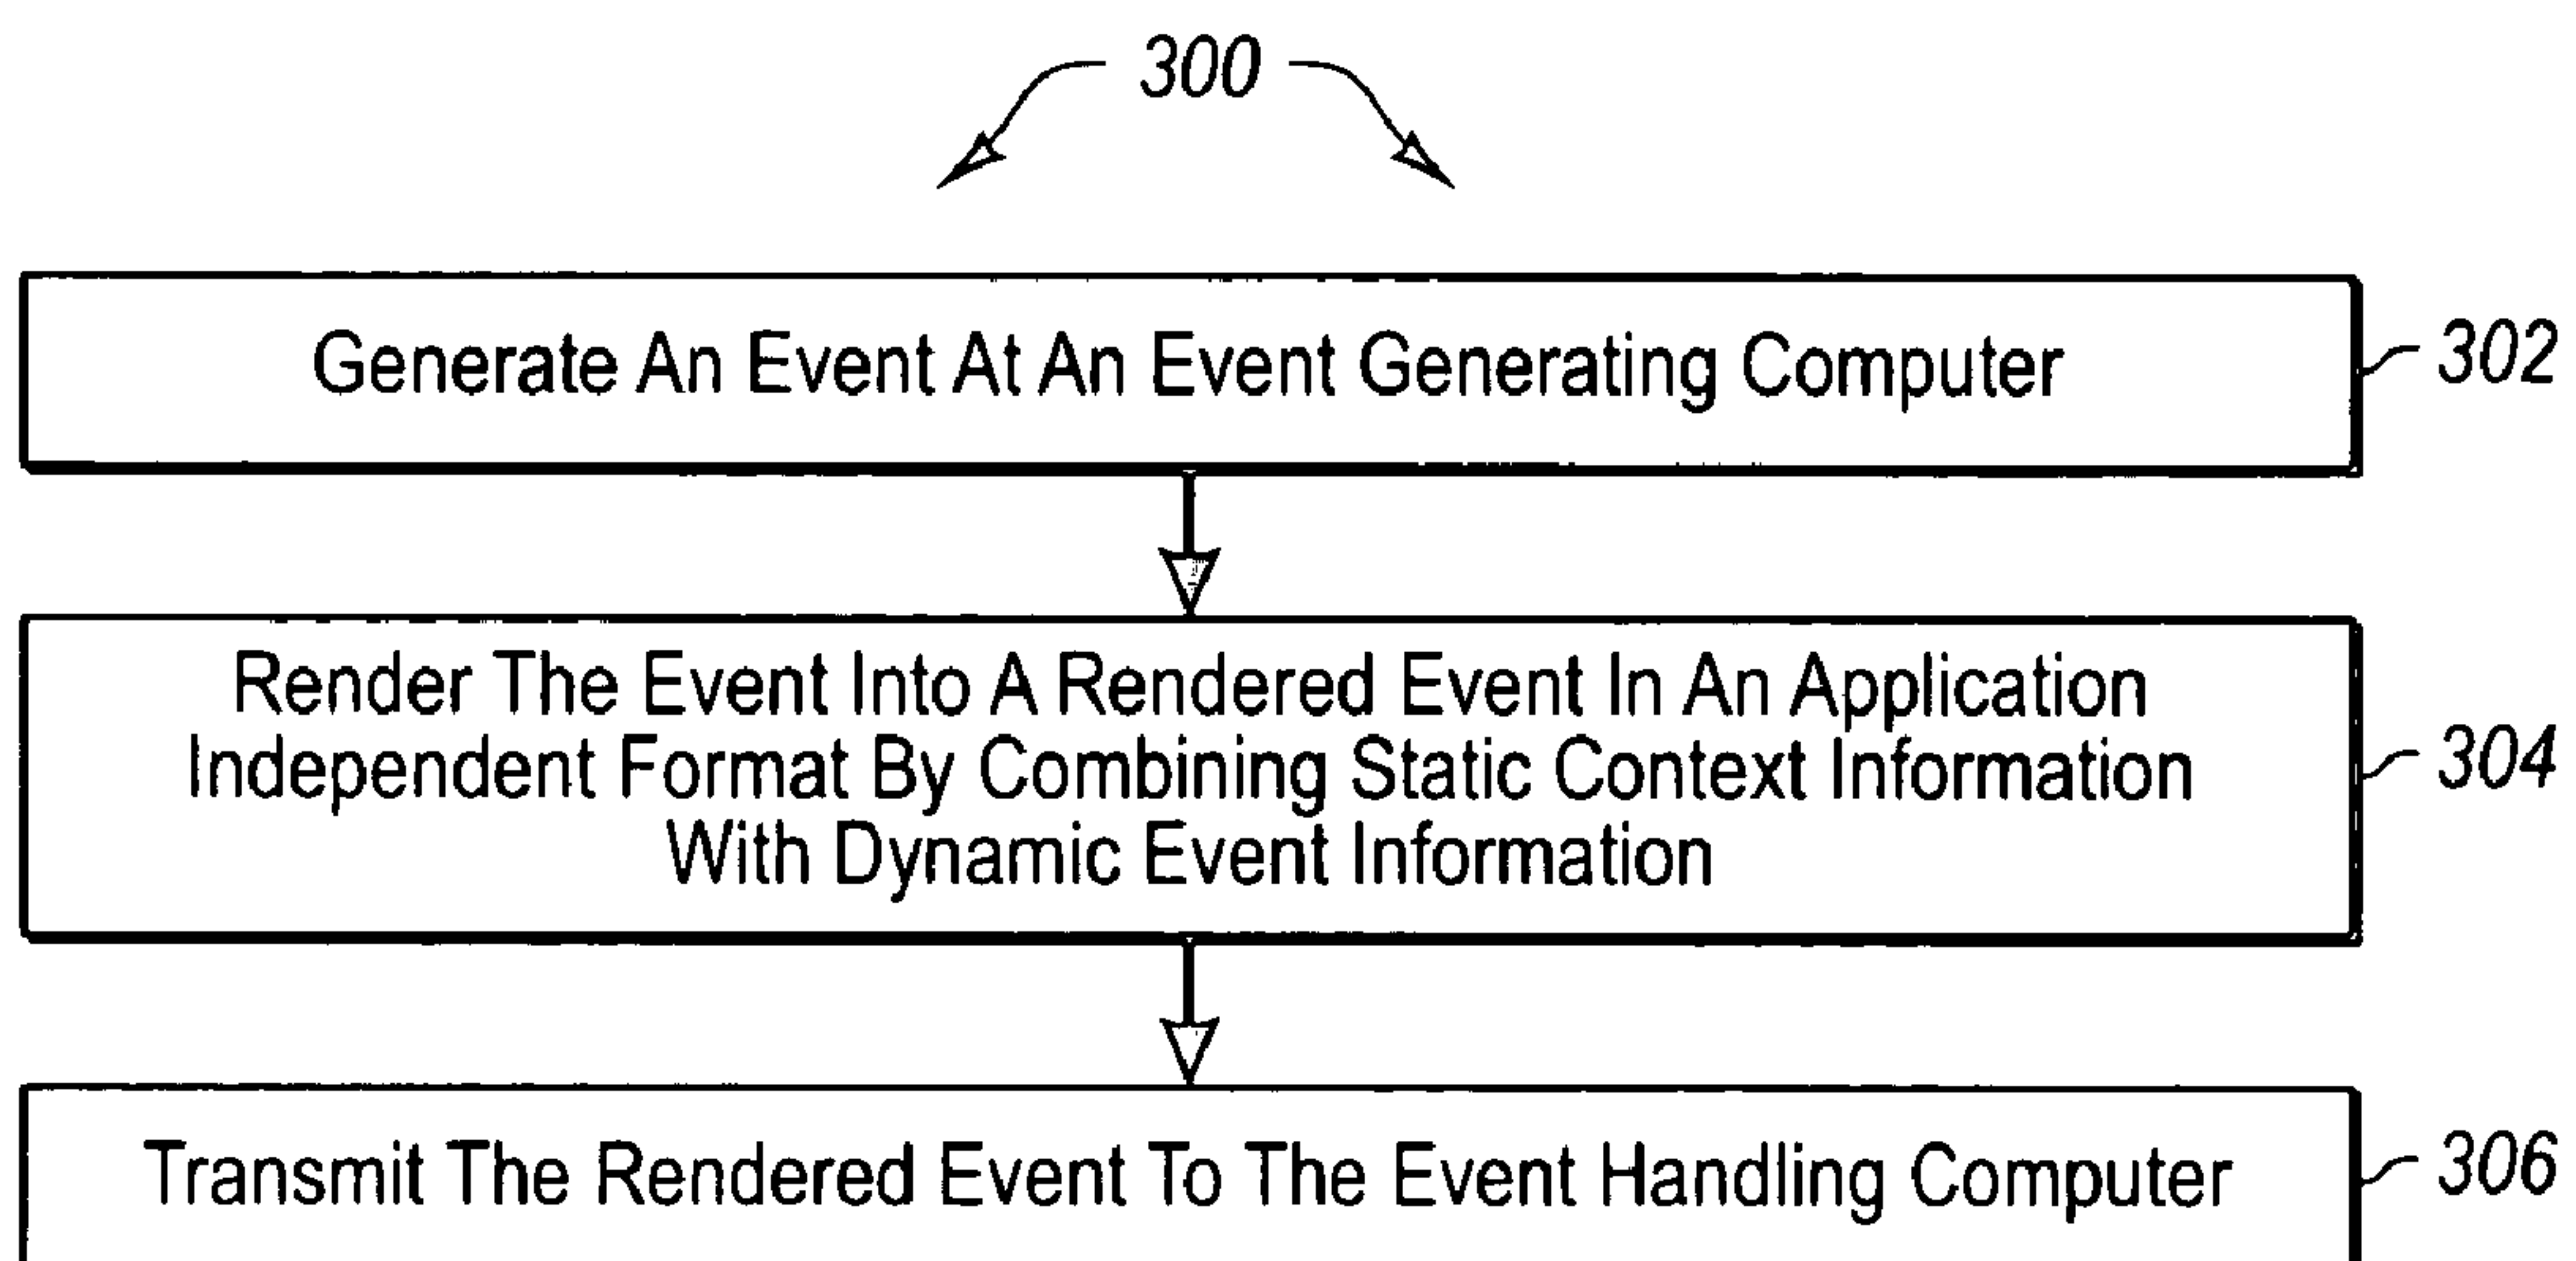 300
Generate An Event At An Event Generating Computer
302
Render The Event Into A Rendered Event In An Application
Independent Format By Combining Static Context Information
With Dynamic Event Information
304
Transmit The Rendered Event To The Event Handling Computer
306